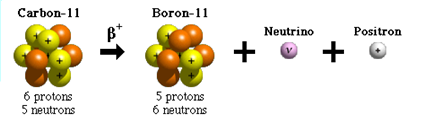 Carbon-11
β+
Boron-11
Neutrino
Positron
+
+
ν
+
6 protons
5 neutrons
5 protons
6 neutrons